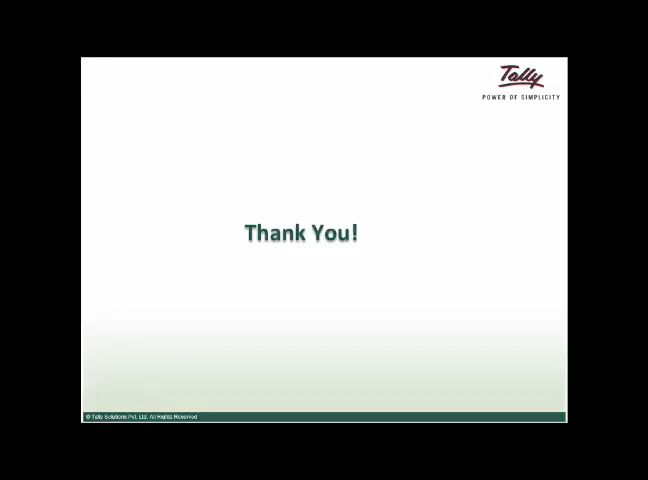 Tally
POWER OF SIMPLICITY
Thank You!
© Tally Solutions Pvt. Ltd. All Rights Reserved